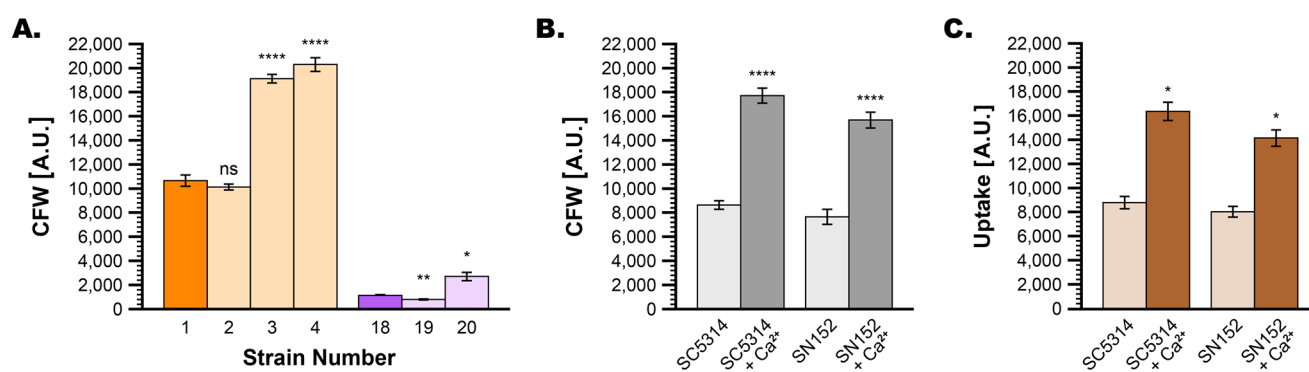 A.
CFW [A.U.]
22,000
20,000
18,000
16,000
14,000
12,000
10,000
8,000
6,000
4,000
2,000
0
ns
****
****
**
*
1 2 3 4 18 19 20
Strain Number
B.
CFW [A.U.]
22,000
20,000
18,000
16,000
14,000
12,000
10,000
8,000
6,000
4,000
2,000
0
****
****
SC5314
SC5314
+ Ca²⁺
SN152
SN152
+ Ca²⁺
C.
Uptake [A.U.]
22,000
20,000
18,000
16,000
14,000
12,000
10,000
8,000
6,000
4,000
2,000
0
*
*
SC5314
SC5314
+ Ca²⁺
SN152
SN152
+ Ca²⁺